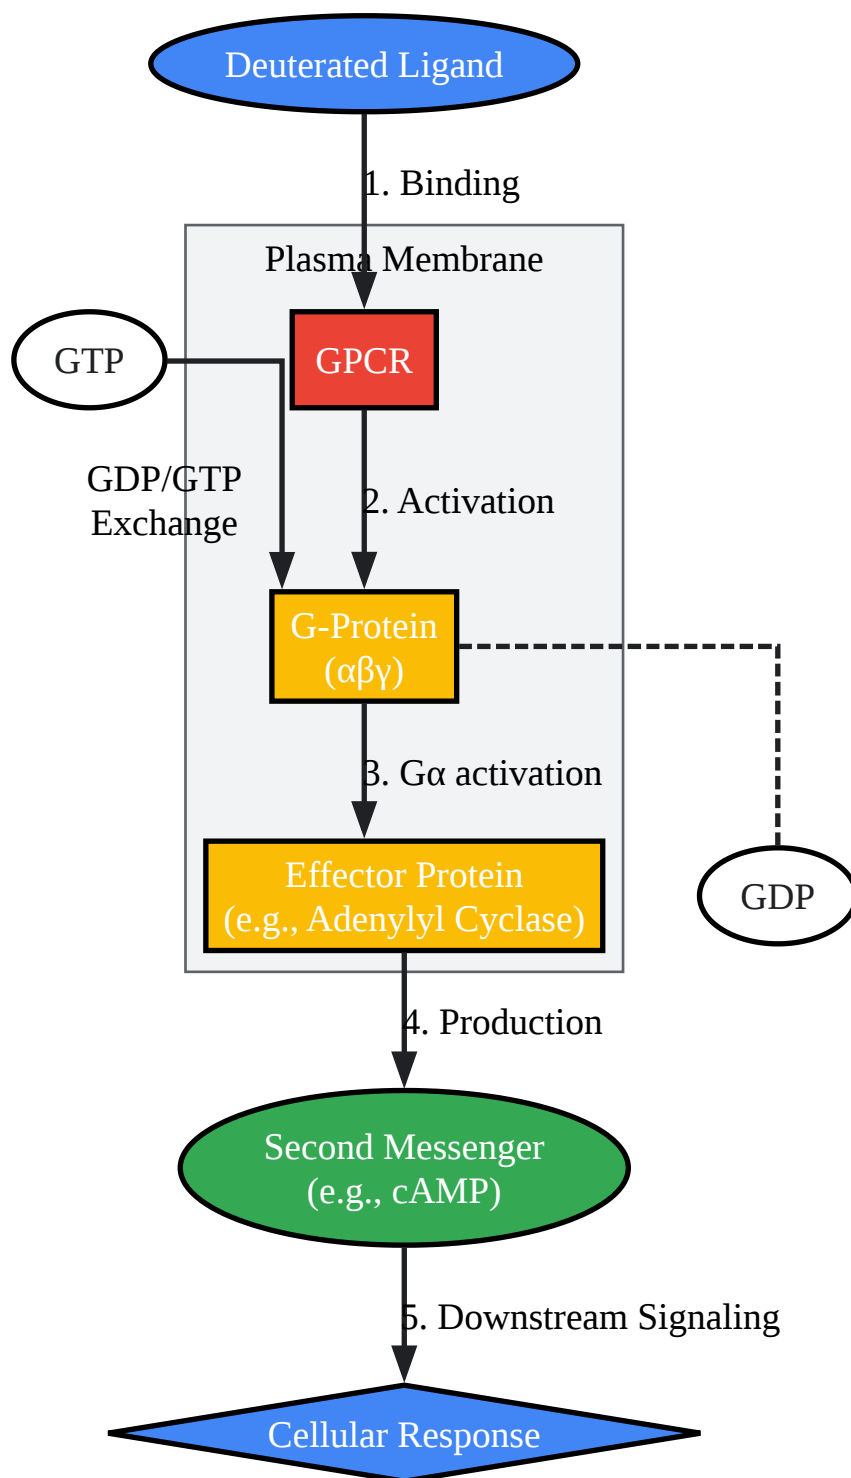 Deuterated Ligand
1. Binding
Plasma Membrane
GTP
GPCR
GDP/GTP
Exchange
2. Activation
G-Protein
(αβγ)
3. Gα activation
Effector Protein
(e.g., Adenylyl Cyclase)
GDP
4. Production
Second Messenger
(e.g., cAMP)
5. Downstream Signaling
Cellular Response